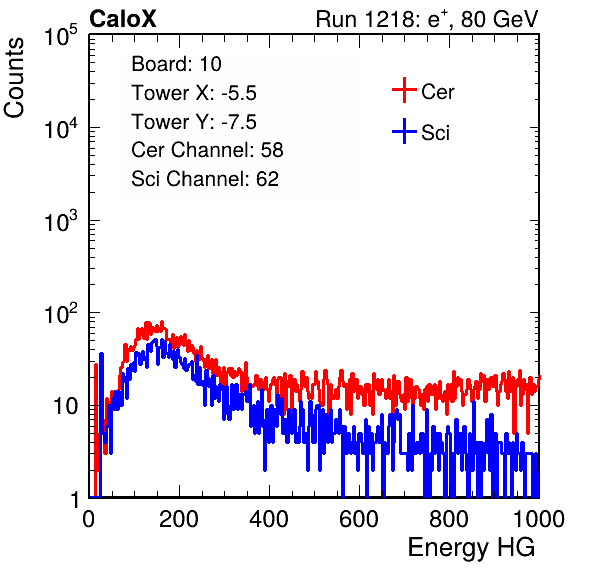 CaloX Run 1218: e⁺, 80 GeV
Counts
Board: 10
Tower X: -5.5
Tower Y: -7.5
Cer Channel: 58
Sci Channel: 62
Cer
Sci
10⁵
10⁴
10³
10²
10
1
0 200 400 600 800 1000
Energy HG